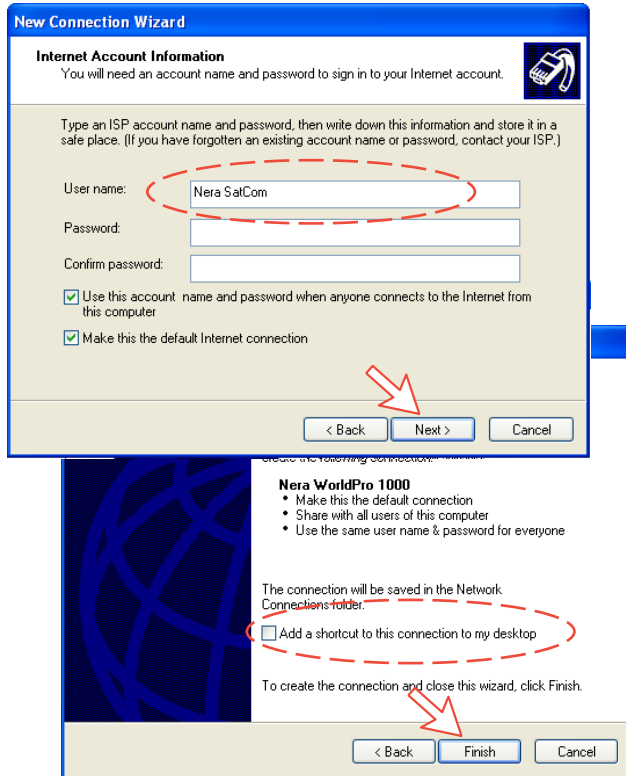 New Connection Wizard
Internet Account Information
You will need an account name and password to sign in to your Internet account.
Type an ISP account name and password, then write down this information and store it in a
safe place. (If you have forgotten an existing account name or password, contact your ISP.)
User name:
Nera SatCom
Password:
Confirm password:
Use this account name and password when anyone connects to the Internet from
this computer
Make this the default Internet connection
< Back
Next >
Cancel
Nera WorldPro 1000
• Make this the default connection
• Share with all users of this computer
• Use the same user name & password for everyone
The connection will be saved in the Network
Connections folder.
Add a shortcut to this connection to my desktop
To create the connection and close this wizard, click Finish.
< Back
Finish
Cancel